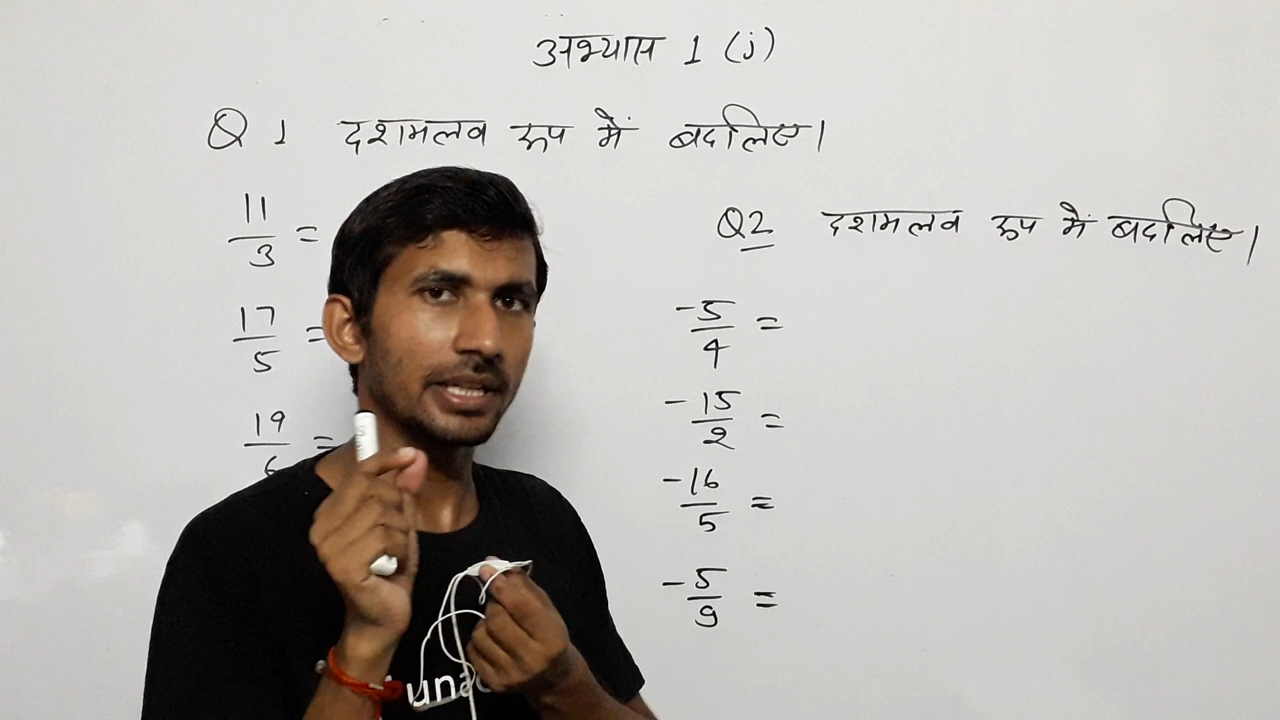 अभ्यास 1 (j)
Q 1 दशमलव रूप में बदलिए।
11/3 =
17/5 =
19/6 =
Q2 दशमलव रूप में बदलिए।
-5/4 =
-15/2 =
-16/5 =
-5/9 =